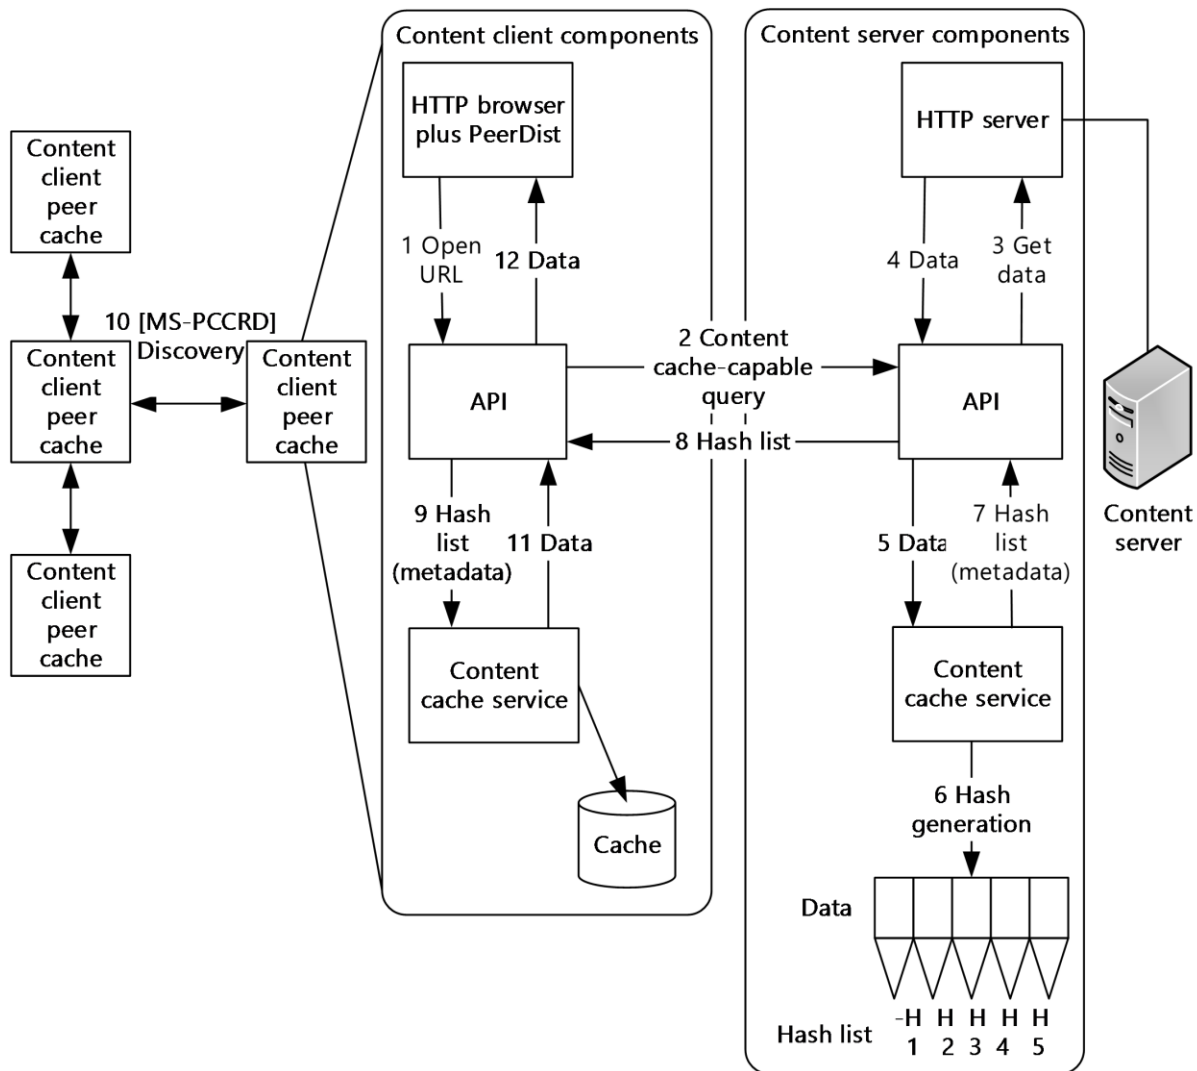 Content client components
Content server components
HTTP browser
plus PeerDist
HTTP server
Content
client
peer
cache
1 Open
URL
12 Data
4 Data
3 Get
data
10 [MS-PCCRD]
Discovery
Content
client
peer
cache
Content
client
peer
cache
API
2 Content
cache-capable
query
8 Hash list
API
Content
server
9 Hash
list
(metadata)
11 Data
5 Data
7 Hash
list
(metadata)
Content
client
peer
cache
Content
cache service
Content
cache service
Cache
6 Hash
generation
Data
Hash list
-H H H H H
1 2 3 4 5